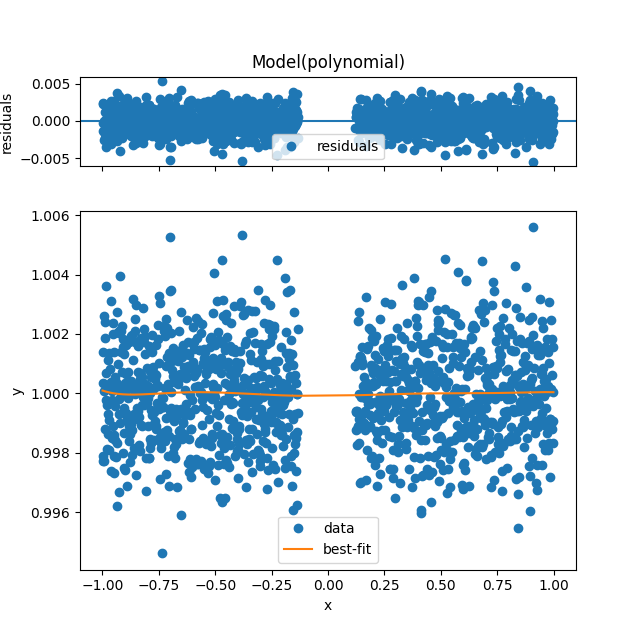 Model(polynomial)
residuals
0.005
0.000
−0.005
residuals
y
1.006
1.004
1.002
1.000
0.998
0.996
data
best-fit
−1.00 −0.75 −0.50 −0.25 0.00 0.25 0.50 0.75 1.00
x